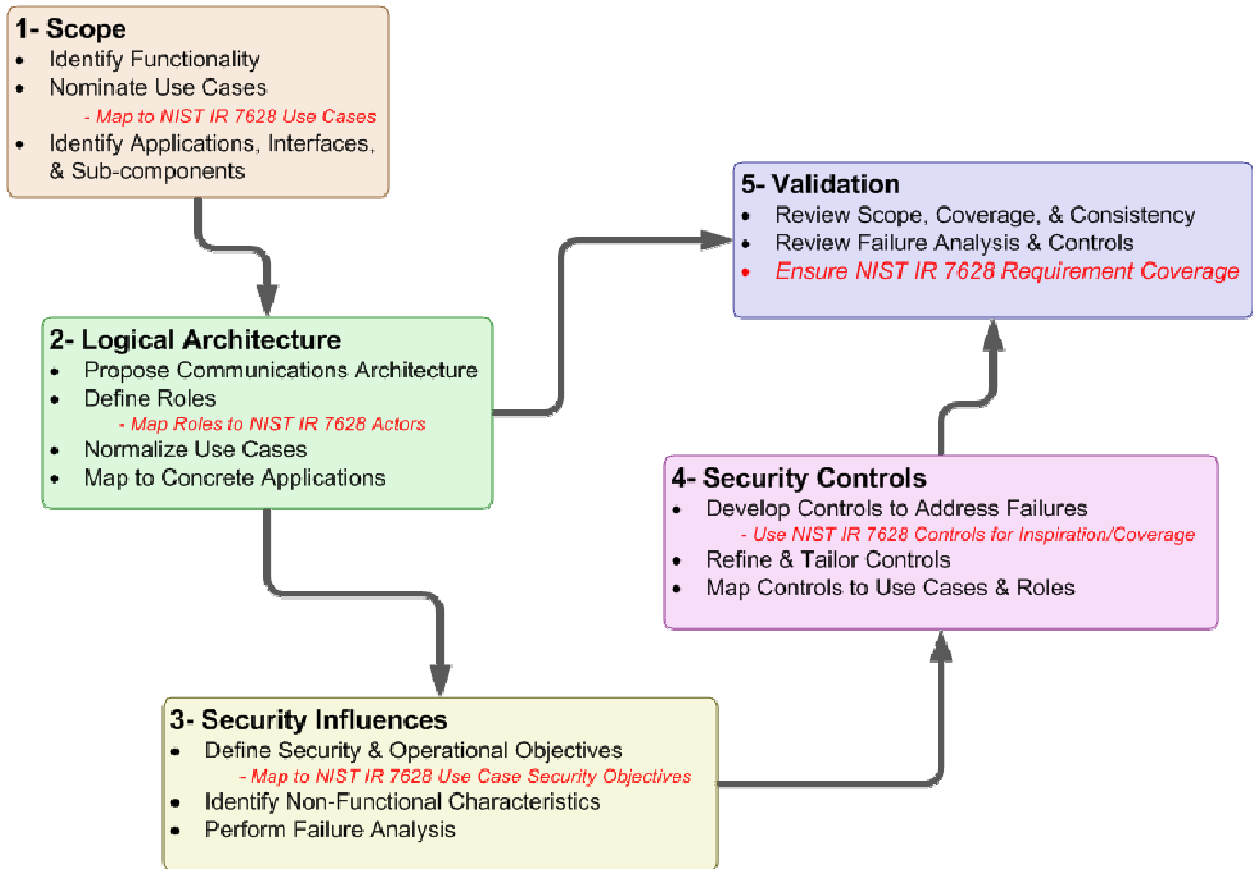 1- Scope
• Identify Functionality
• Nominate Use Cases
- Map to NIST IR 7628 Use Cases
• Identify Applications, Interfaces,
& Sub-components
2- Logical Architecture
• Propose Communications Architecture
• Define Roles
- Map Roles to NIST IR 7628 Actors
• Normalize Use Cases
• Map to Concrete Applications
3- Security Influences
• Define Security & Operational Objectives
- Map to NIST IR 7628 Use Case Security Objectives
• Identify Non-Functional Characteristics
• Perform Failure Analysis
4- Security Controls
• Develop Controls to Address Failures
- Use NIST IR 7628 Controls for Inspiration/Coverage
• Refine & Tailor Controls
• Map Controls to Use Cases & Roles
5- Validation
• Review Scope, Coverage, & Consistency
• Review Failure Analysis & Controls
• Ensure NIST IR 7628 Requirement Coverage